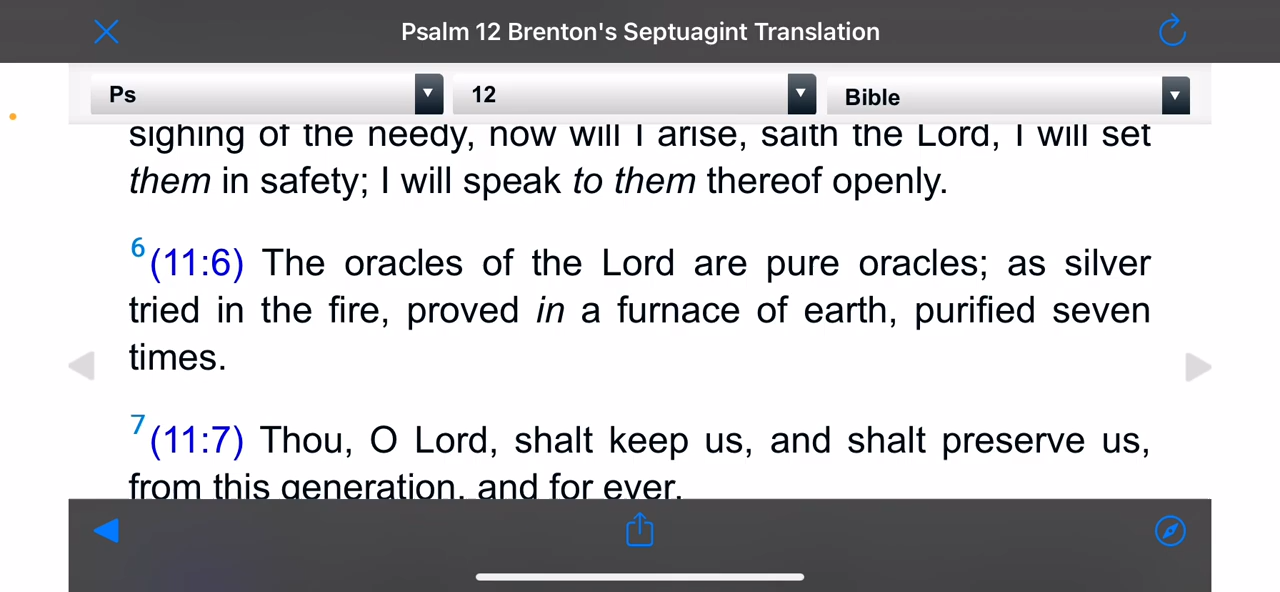 Psalm 12 Brenton's Septuagint Translation
Ps 12 Bible
sighing of the needy, now will I arise, saith the Lord, I will set
them in safety; I will speak to them thereof openly.
6 (11:6) The oracles of the Lord are pure oracles; as silver
tried in the fire, proved in a furnace of earth, purified seven
times.
7 (11:7) Thou, O Lord, shalt keep us, and shalt preserve us,
from this generation, and for ever.